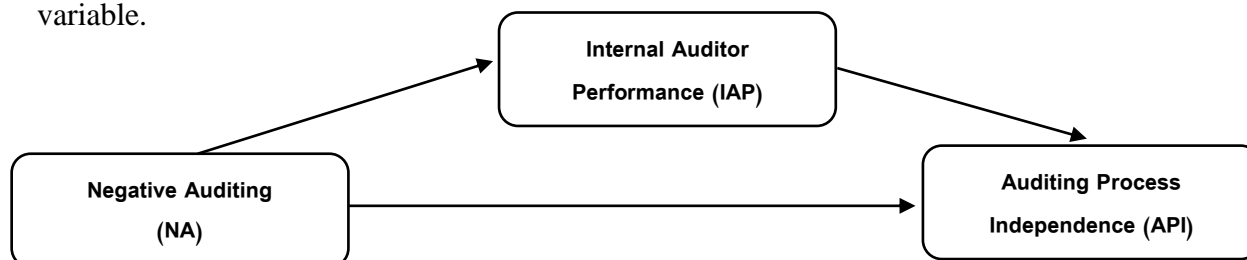 variable.
Internal Auditor
Performance (IAP)
Negative Auditing
(NA)
Auditing Process
Independence (API)